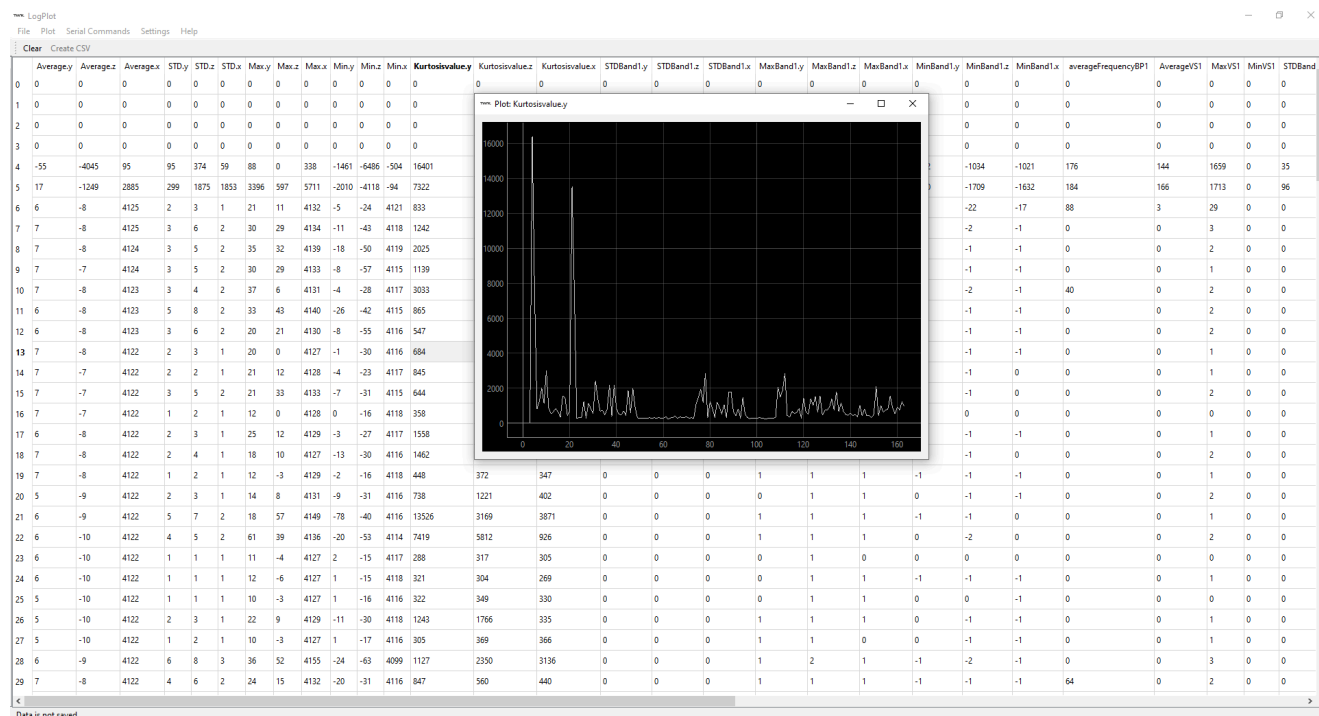 TWK LogPlot
File Plot Serial Commands Settings Help
Clear Create CSV
Average.y Average.z Average.x STD.y STD.z STD.x Max.y Max.z Max.x Min.y Min.z Min.x Kurtosisvalue.y Kurtosisvalue.z Kurtosisvalue.x STDBand1.y STDBand1.z STDBand1.x MaxBand1.y MaxBand1.z MaxBand1.x MinBand1.y MinBand1.z MinBand1.x averageFrequencyBP1 AverageVS1 MaxVS1 MinVS1 STDBand
0 0 0 0 0 0 0 0 0 0 0 0 0 0 0 0 0 0 0 0 0 0 0 0 0 0 0 0 0 0
1 0 0 0 0 0 0 0 0 0 0 0 0 0 0 0 0 0 0 0
2 0 0 0 0 0 0 0 0 0 0 0 0 0 0 0 0 0 0 0 0
3 0 0 0 0 0 0 0 0 0 0 0 0 0 0 0 0 0 0 0 0
4 -55 -4045 95 95 374 59 88 0 338 -1461 -6486 -504 16401 -1034 -1021 176 144 1659 0 35
5 17 -1249 2885 299 1875 1853 3396 597 5711 -2010 -4118 -94 7322 -1709 -1632 184 166 1713 0 96
6 6 -8 4125 2 3 1 21 11 4132 -5 -24 4121 833 -22 -17 88 3 29 0 0
7 7 -8 4125 3 6 2 30 29 4134 -11 -43 4118 1242 -2 -1 0 0 3 0 0
8 7 -8 4124 3 5 2 35 32 4139 -18 -50 4119 2025 -1 -1 0 0 2 0 0
9 7 -7 4124 3 5 2 30 29 4133 -8 -57 4115 1139 -1 -1 0 0 1 0 0
10 7 -8 4123 3 4 2 37 6 4131 -4 -28 4117 3033 -2 -1 40 0 2 0 0
11 6 -8 4123 5 8 2 33 43 4140 -26 -42 4115 865 -1 -1 0 0 2 0 0
12 6 -8 4123 3 6 2 20 21 4130 -8 -55 4116 547 -1 -1 0 0 2 0 0
13 7 -8 4122 2 3 1 20 0 4127 -1 -30 4116 684 -1 -1 0 0 1 0 0
14 7 -7 4122 2 2 1 21 12 4128 -4 -23 4117 845 -1 0 0 0 1 0 0
15 7 -7 4122 3 5 2 21 33 4133 -7 -31 4115 644 -1 -1 0 0 2 0 0
16 7 -7 4122 1 2 1 12 0 4128 0 -16 4118 358 -1 0 0 0 0 0 0
17 6 -8 4122 2 3 1 25 12 4129 -3 -27 4117 1558 -1 -1 0 0 1 0 0
18 7 -8 4122 2 4 1 18 10 4127 -13 -30 4116 1462 -1 0 0 0 2 0 0
19 7 -8 4122 1 2 1 12 -3 4129 -2 -16 4118 448 372 347 0 0 0 1 1 1 -1 -1 -1 0 0 1 0 0
20 5 -9 4122 2 3 1 14 8 4131 -9 -31 4116 738 1221 402 0 0 0 0 1 1 0 -1 -1 0 0 2 0 0
21 6 -9 4122 5 7 2 18 57 4149 -78 -40 4116 13526 3169 3871 0 0 0 1 1 1 -1 -1 0 0 0 1 0 0
22 6 -10 4122 4 5 2 61 39 4136 -20 -53 4114 7419 5812 926 0 0 0 1 1 1 0 -2 0 0 0 2 0 0
23 6 -10 4122 1 1 1 11 -4 4127 2 -15 4117 288 317 305 0 0 0 0 1 0 0 0 0 0 0 0 0 0
24 6 -10 4122 1 1 1 12 -6 4127 1 -15 4118 321 304 269 0 0 0 0 1 1 -1 -1 -1 0 0 1 0 0
25 5 -10 4122 1 1 1 10 -3 4127 1 -16 4116 322 349 330 0 0 0 0 1 1 0 0 -1 0 0 0 0 0
26 5 -10 4122 2 3 1 22 9 4129 -11 -30 4118 1243 1766 335 0 0 0 1 1 1 0 -1 -1 0 0 1 0 0
27 5 -10 4122 1 2 1 10 -3 4127 1 -17 4116 305 369 366 0 0 0 1 1 0 0 -1 -1 0 0 1 0 0
28 6 -9 4122 6 8 3 36 52 4155 -24 -63 4099 1127 2350 3136 0 0 0 1 2 1 -1 -2 -1 0 0 3 0 0
29 7 -8 4122 4 6 2 24 15 4132 -20 -31 4116 847 560 440 0 0 0 1 1 1 -1 -1 -1 64 0 2 0 0
Data is not saved
TWK Plot: Kurtosisvalue.y
16000
14000
12000
10000
8000
6000
4000
2000
0
0 20 40 60 80 100 120 140 160